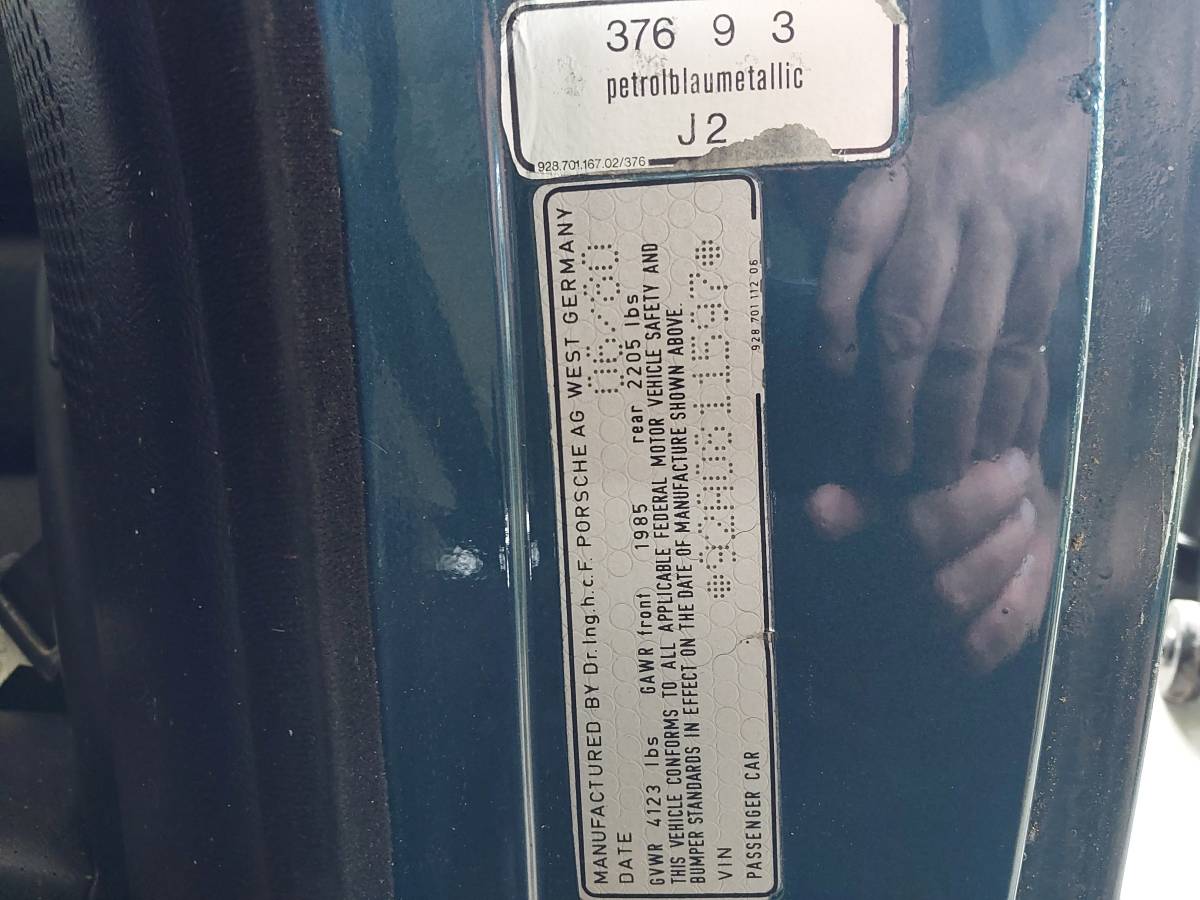 376 9 3
petrolblaumetallic
J2
928.701.167.02/376
MANUFACTURED BY Dr.Ing.h.c.F. PORSCHE AG WEST GERMANY
DATE
GVWR 4123 lbs GAWR front 1985 rear 2205 lbs
THIS VEHICLE CONFORMS TO ALL APPLICABLE FEDERAL MOTOR VEHICLE SAFETY AND
BUMPER STANDARDS IN EFFECT ON THE DATE OF MANUFACTURE SHOWN ABOVE.
VIN
PASSENGER CAR
928 701 112 06